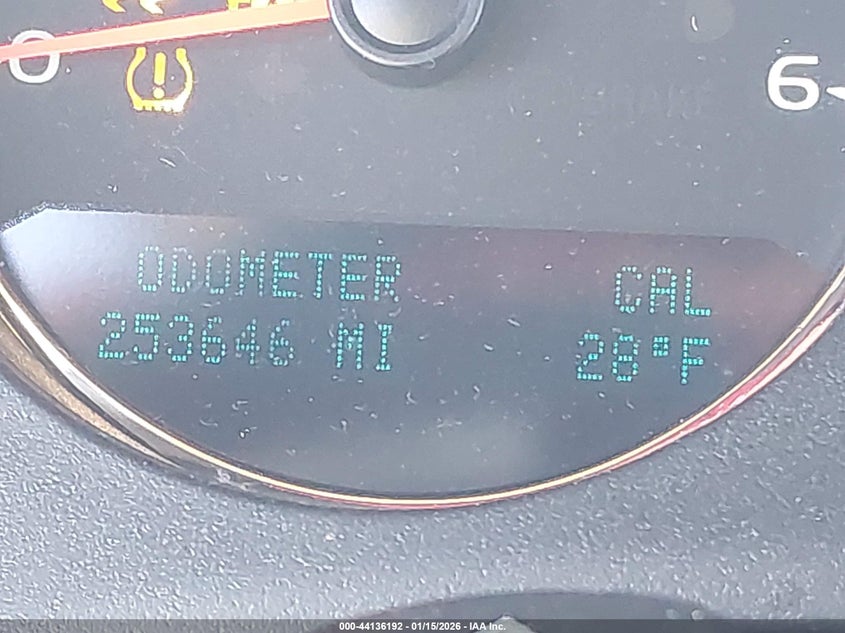 0
6
ODOMETER
CAL
253646 MI
28°F
000-44136192 - 01/15/2026 - IAA Inc.